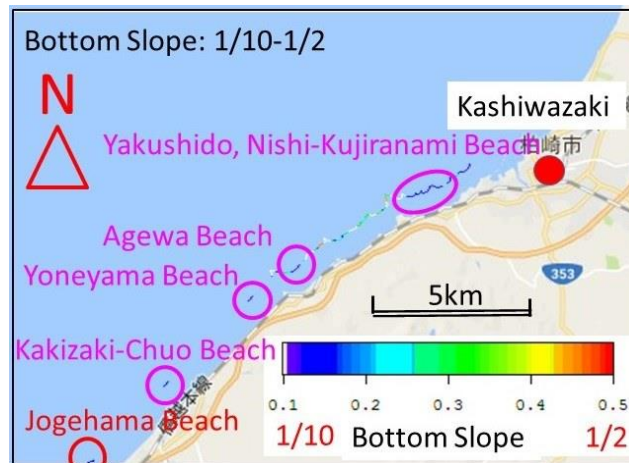 Bottom Slope: 1/10-1/2
N
Kashiwazaki
Yakushido, Nishi-Kujiranami Beach
柏崎市
Agewa Beach
Yoneyama Beach
353
5km
Kakizaki-Chuo Beach
Jogehama Beach
0.1 0.2 0.3 0.4 0.5
1/10 Bottom Slope 1/2